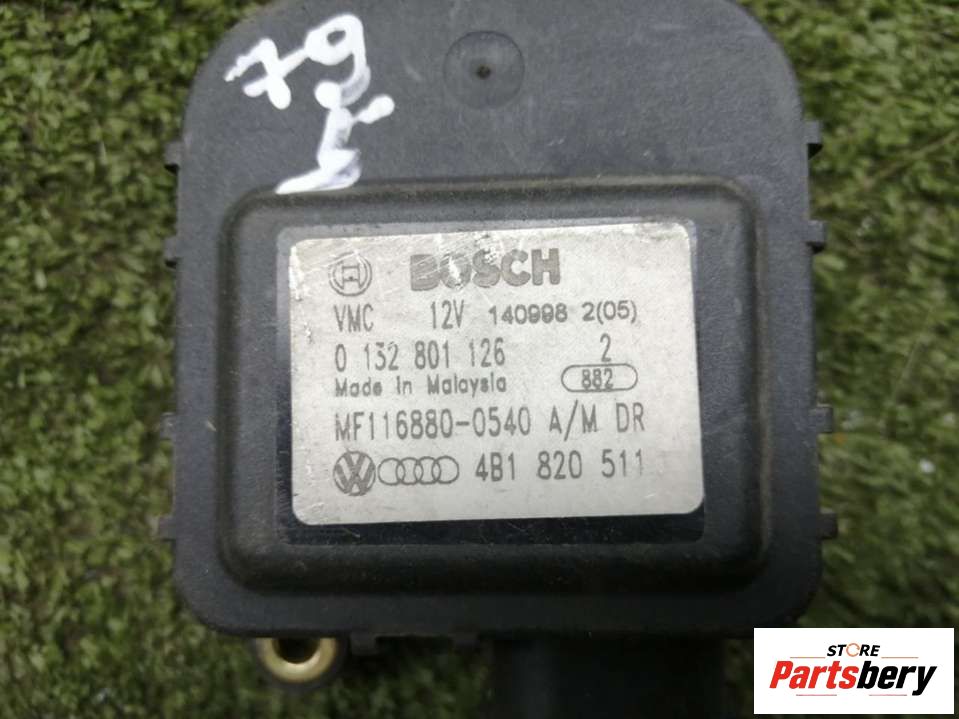 79
BOSCH
VMC 12V 140998 2(05)
0 132 801 126 2
Made in Malaysia 882
MF116880-0540 A/M DR
4B1 820 511
STORE
Partsbery